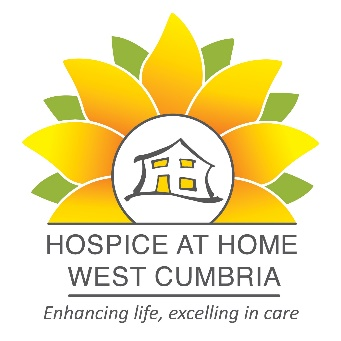 HOSPICE AT HOME
WEST CUMBRIA
Enhancing life, excelling in care